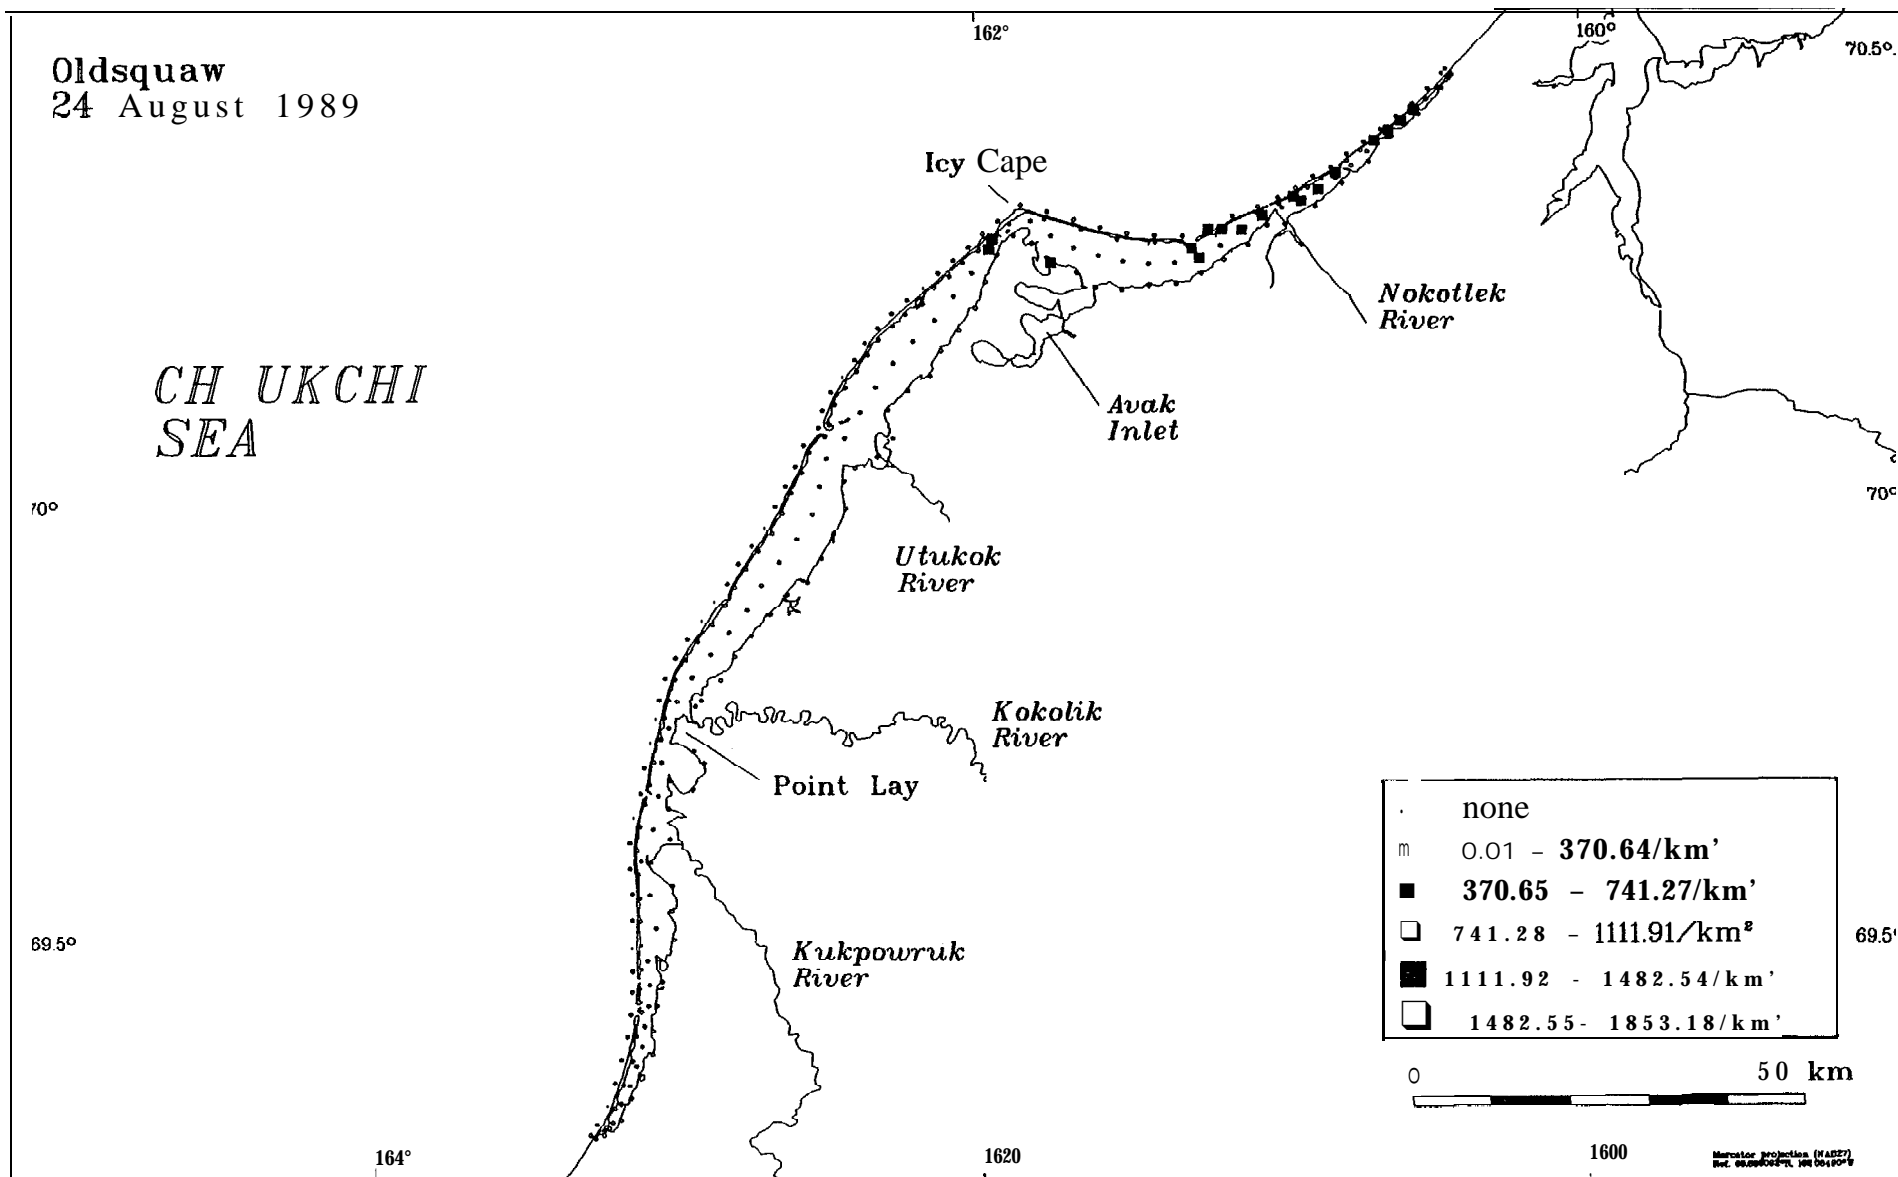 162°
160°
70.5°
Oldsquaw
24 August 1989
Icy Cape
Nokotlek
River
CH UKCHI
SEA
Avak
Inlet
70°
70°
Utukok
River
Kokolik
River
Point Lay
none
m 0.01 – 370.64/km'
370.65 – 741.27/km'
741.28 – 1111.91/km²
1111.92 - 1482.54/km'
1482.55- 1853.18/km'
69.5°
69.5°
Kukpowruk
River
0 50 km
164°
1620
1600
Mercator projection (NAD27)